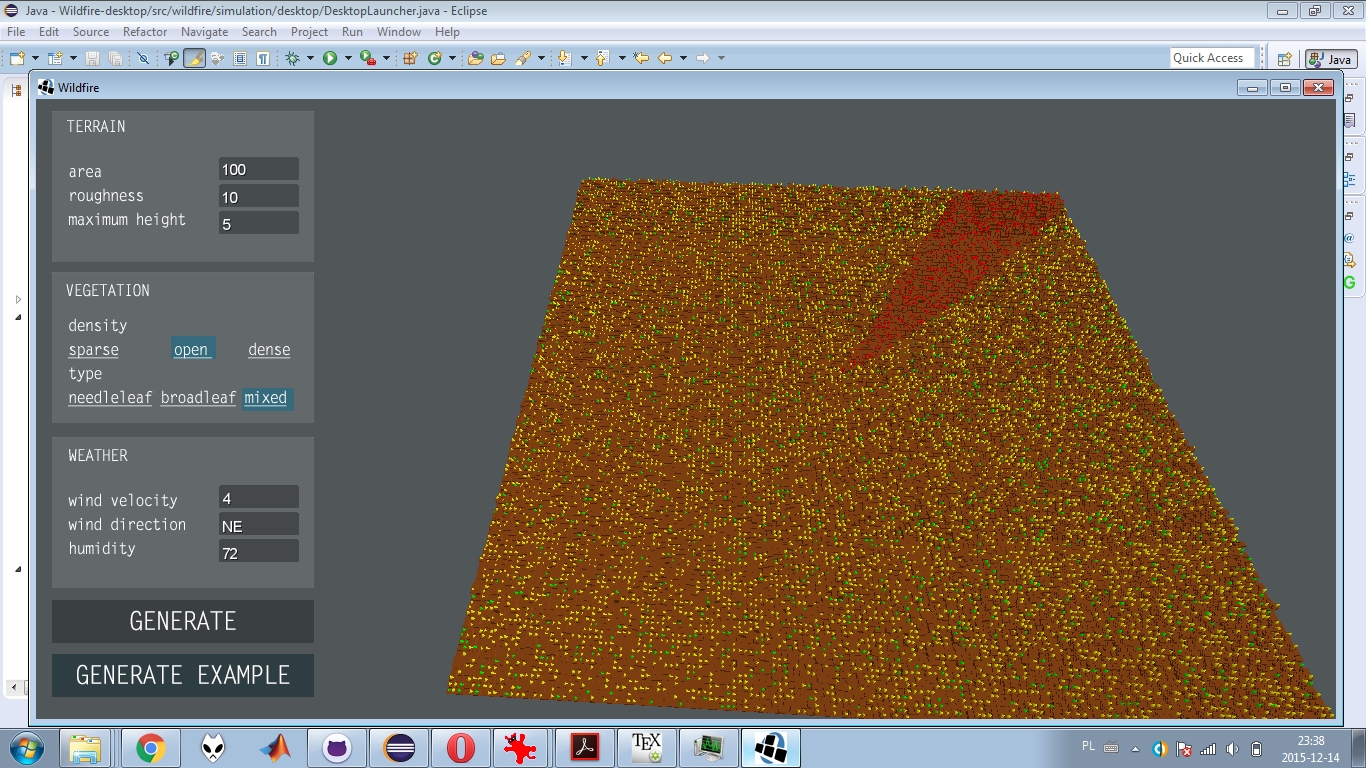 Java - Wildfire-desktop/src/wildfire/simulation/desktop/DesktopLauncher.java - Eclipse
File Edit Source Refactor Navigate Search Project Run Window Help
Quick Access Java
Wildfire
TERRAIN
area 100
roughness 10
maximum height 5
VEGETATION
density
sparse open dense
type
needleleaf broadleaf mixed
WEATHER
wind velocity 4
wind direction NE
humidity 72
GENERATE
GENERATE EXAMPLE
TEX
PL
23:38
2015-12-14